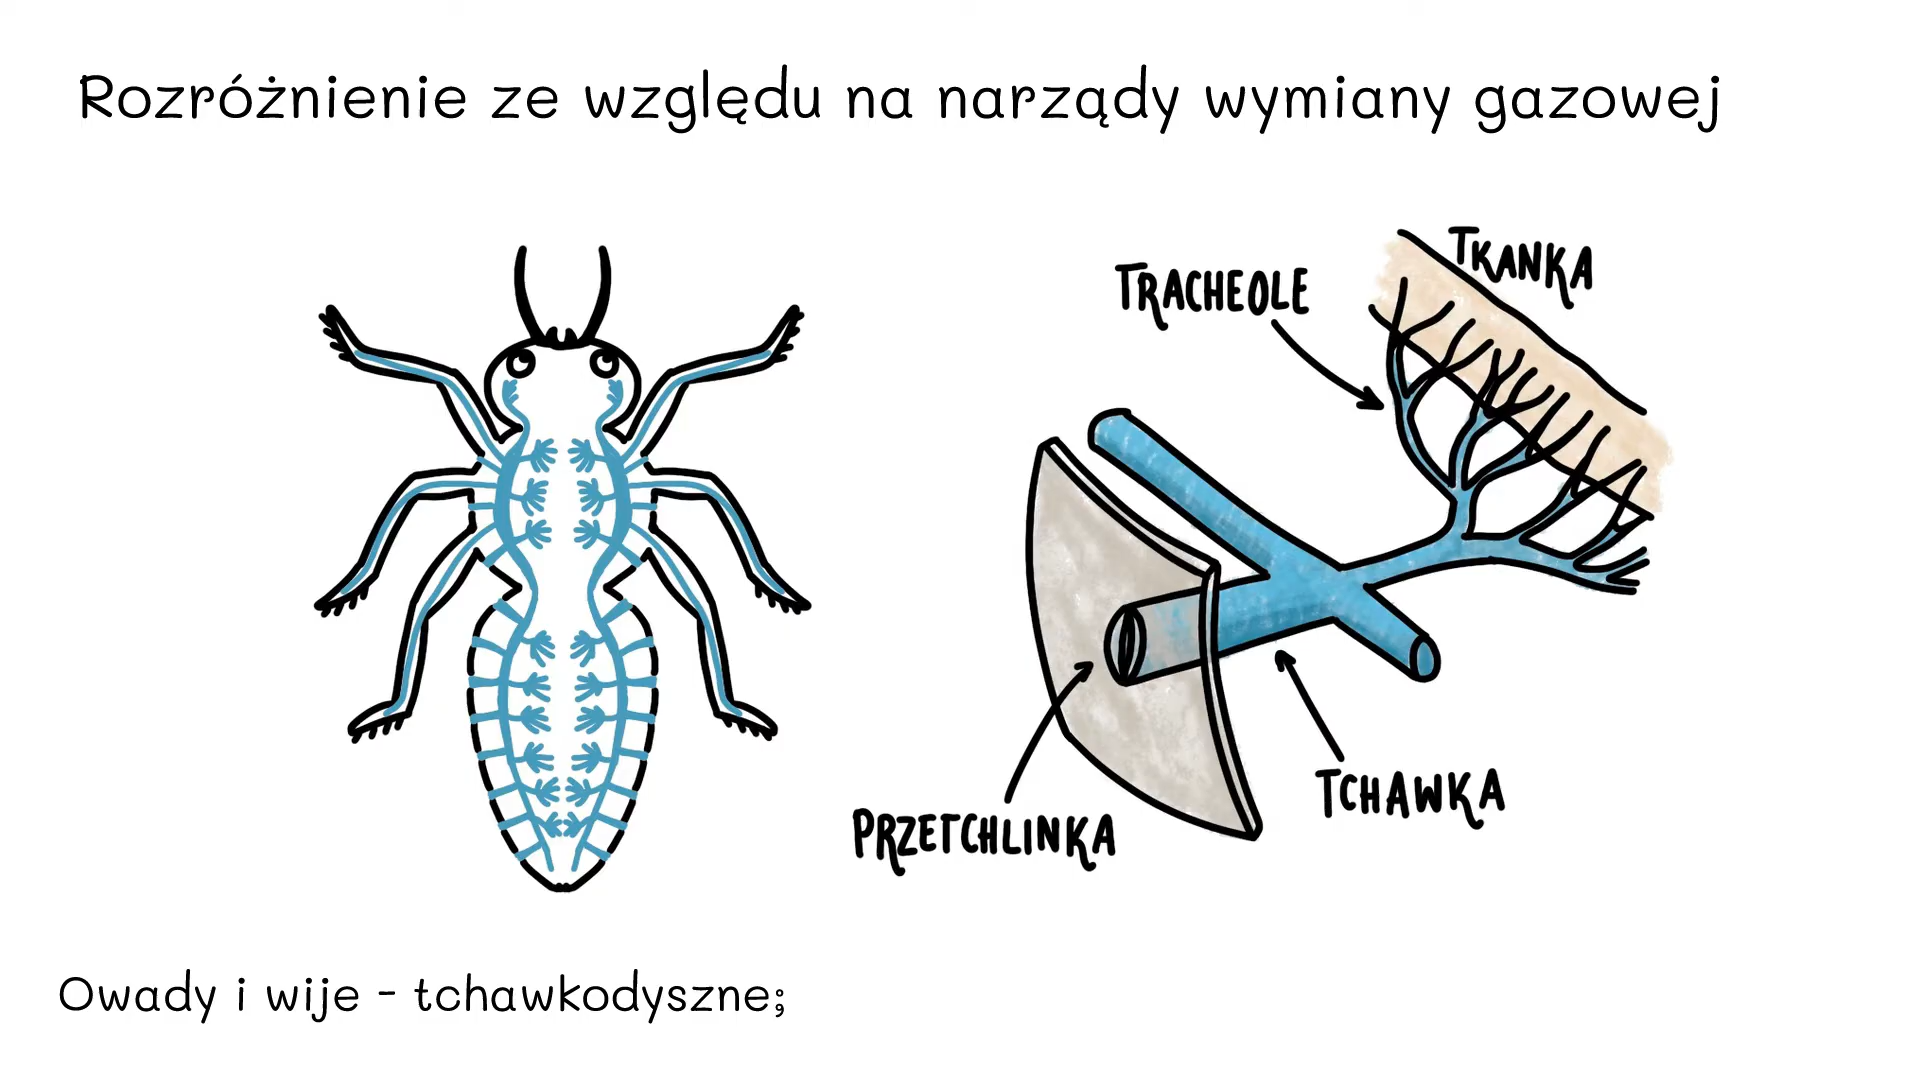 Rozróżnienie ze względu na narządy wymiany gazowej
TKANKA
TRACHEOLE
TCHAWKA
PRZETCHLINKA
Owady i wije - tchawkodyszne;